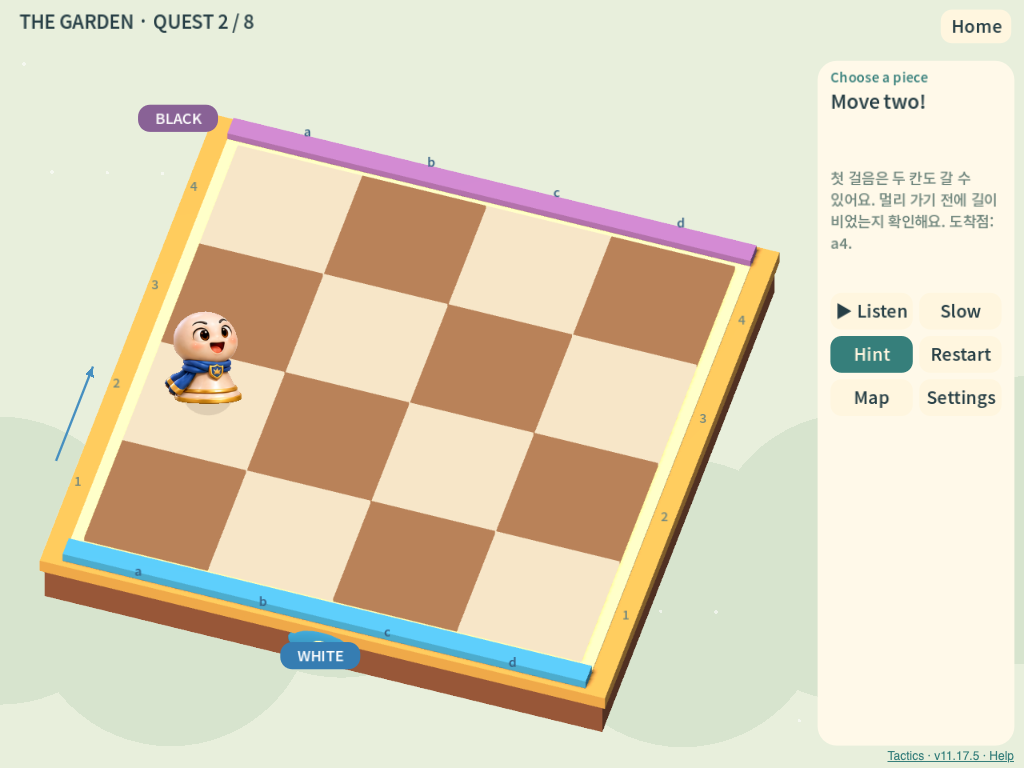 THE GARDEN · QUEST 2 / 8
Home
BLACK
a
b
c
d
4
3
2
1
4
3
2
1
a
b
c
d
WHITE
Choose a piece
Move two!
첫 걸음은 두 칸도 갈 수
있어요. 멀리 가기 전에 길이
비었는지 확인해요. 도착점:
a4.
▶ Listen
Slow
Hint
Restart
Map
Settings
Tactics · v11.17.5 · Help